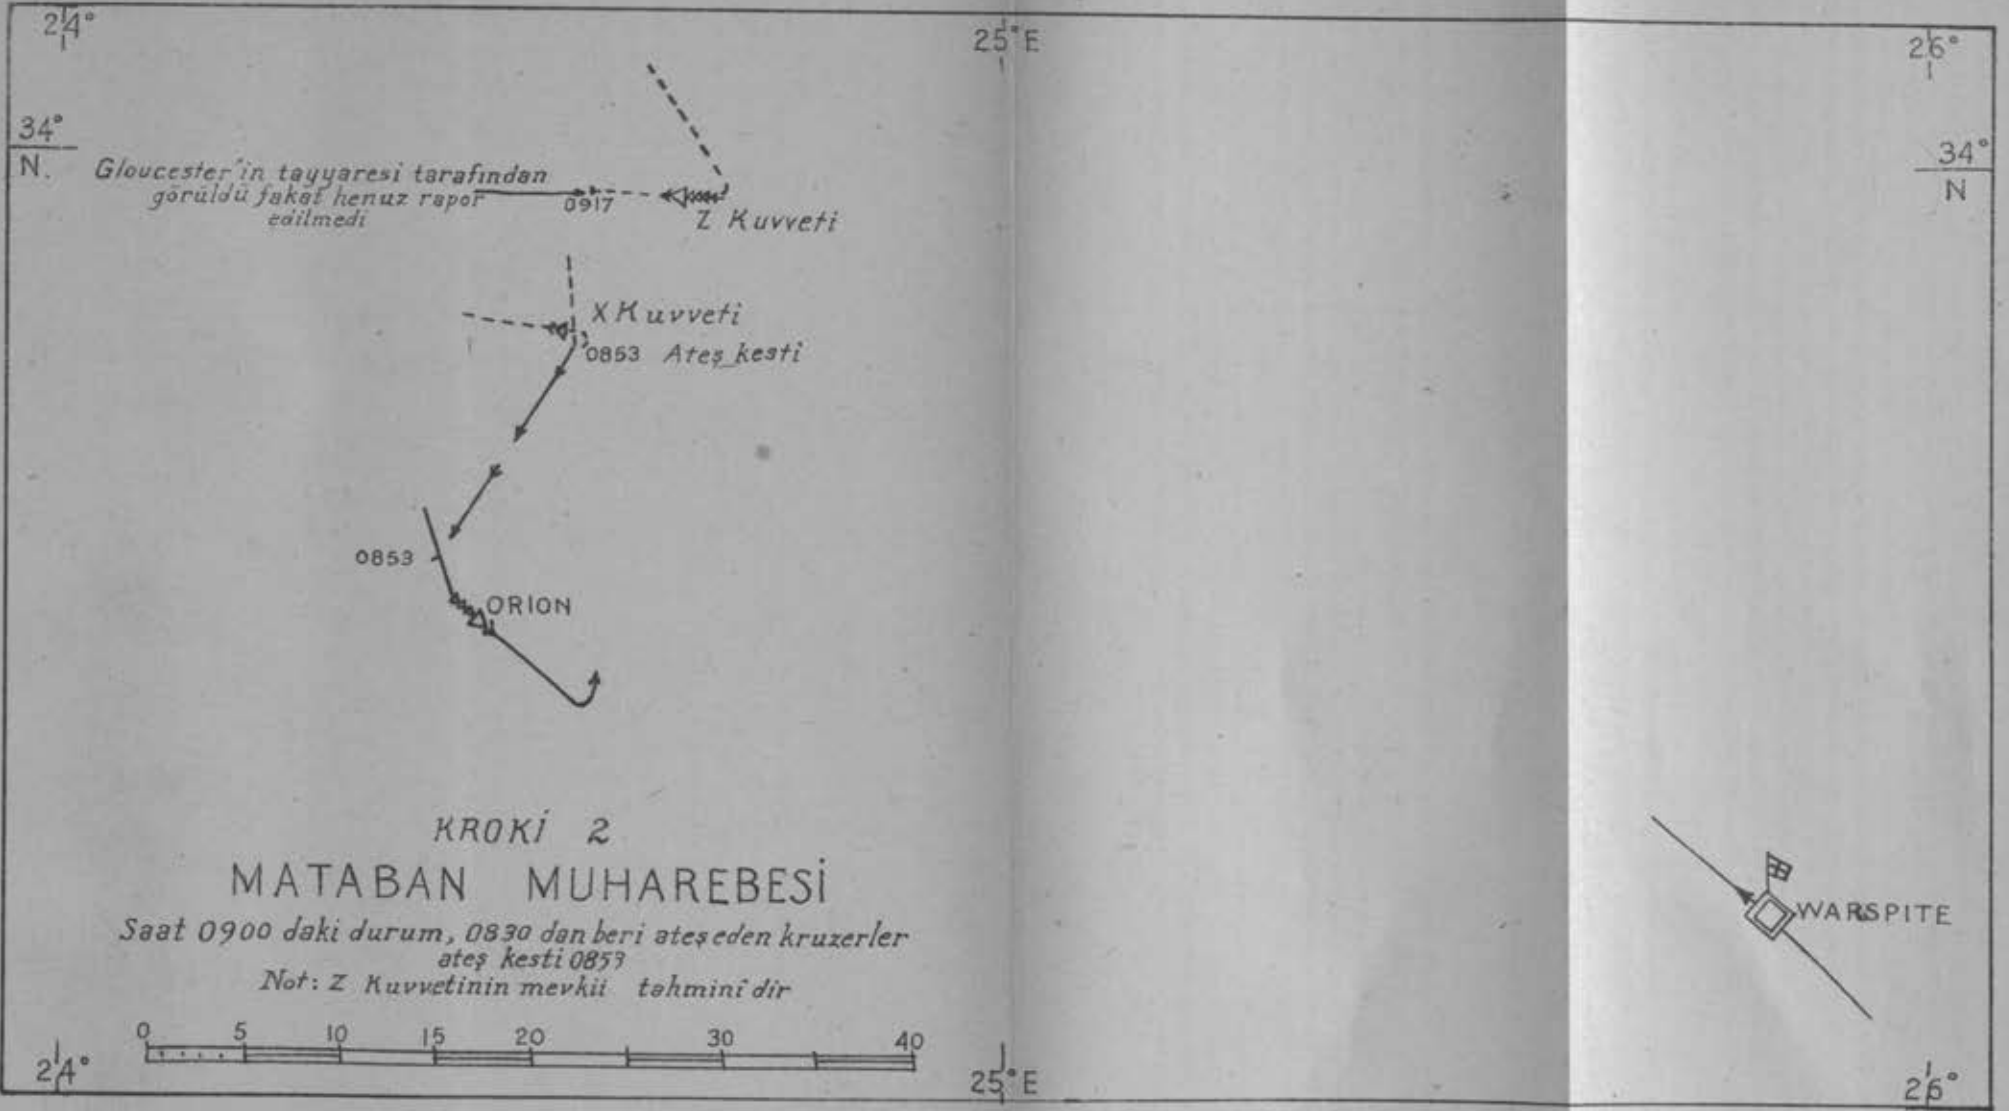 24°
25°E
26°
34°
N.
34°
N
Gloucester'in tayyaresi tarafından
görüldü fakat henuz rapor
edilmedi
0917
Z Kuvveti
X Kuvveti
0853 Ateş kesti
0853
ORION
KROKİ 2
MATABAN MUHAREBESİ
Saat 0900 daki durum, 0830 dan beri ateş eden kruzerler
ateş kesti 0853
Not: Z Kuvvetinin mevkii tahminî dir
WARSPITE
0 5 10 15 20 30 40
24°
25°E
26°